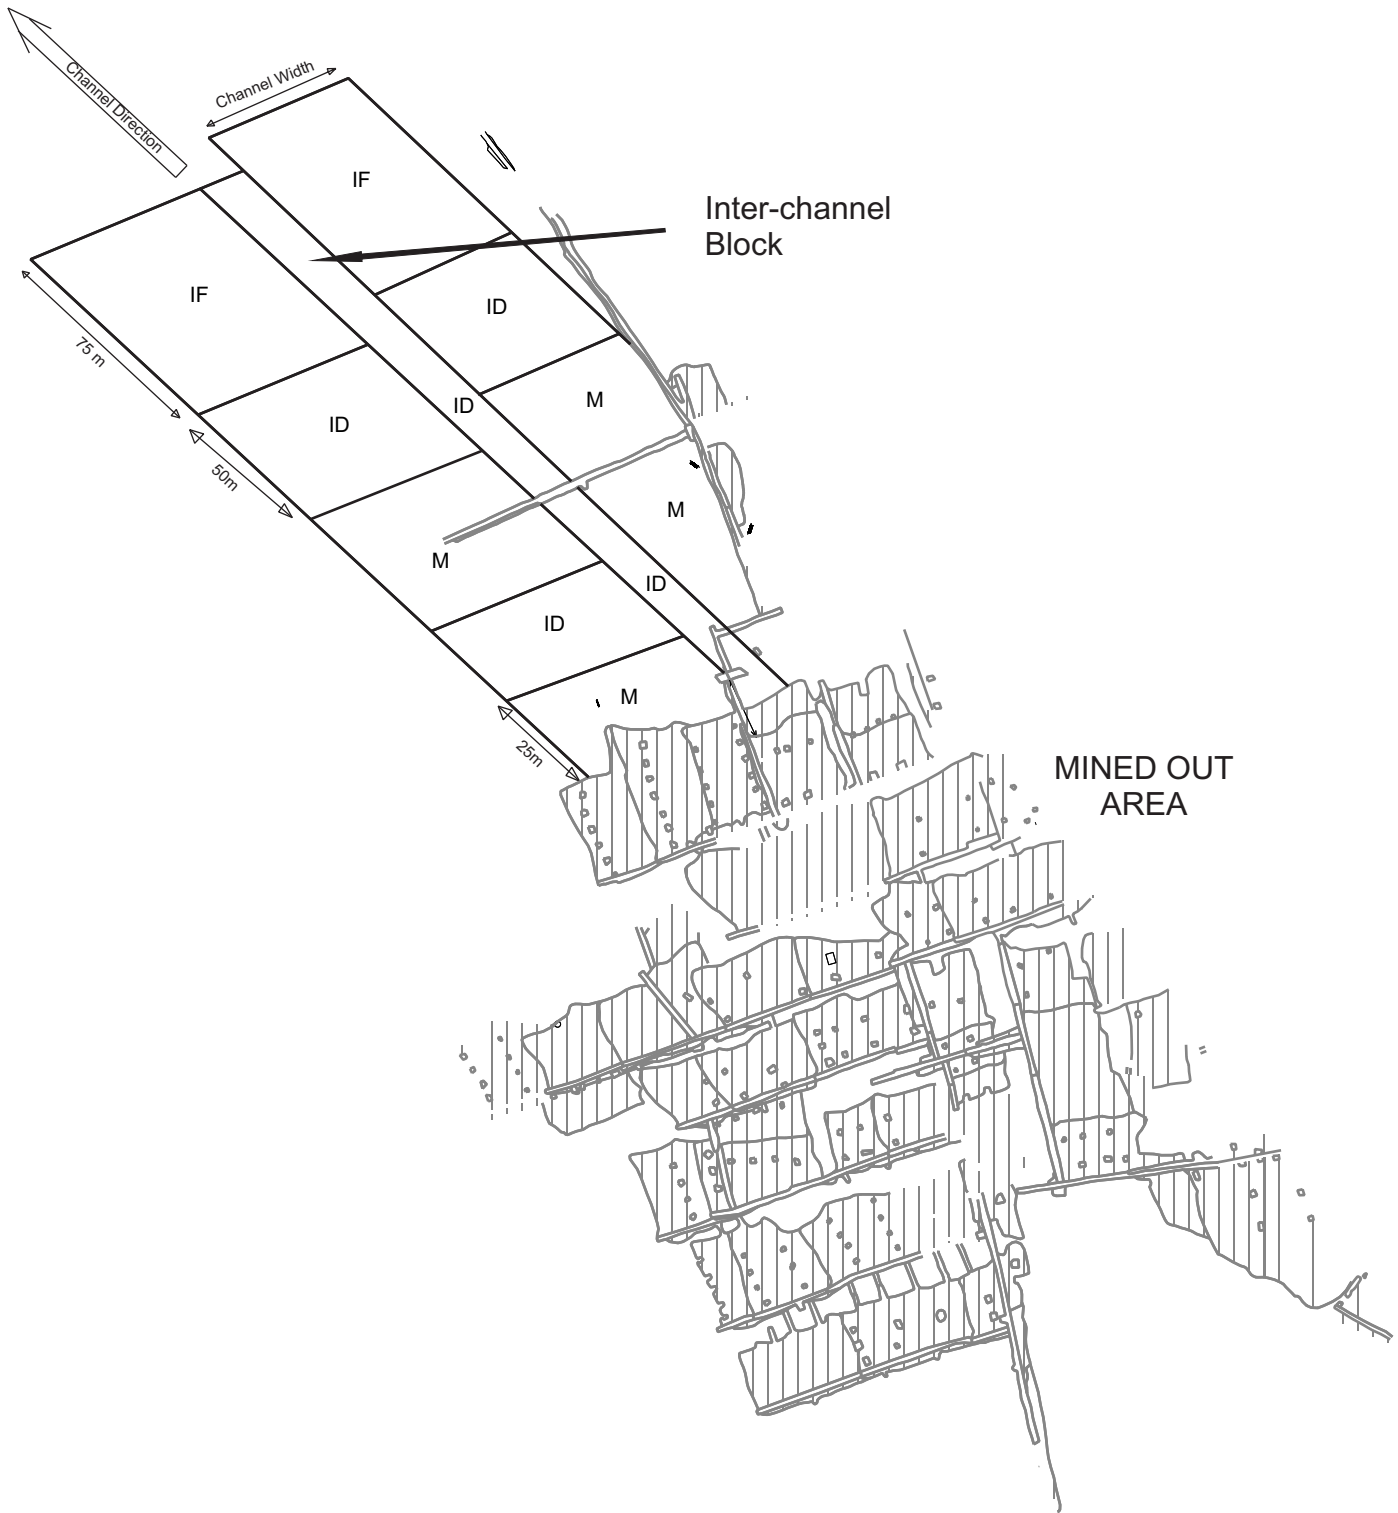 Channel Direction
Channel Width
IF
Inter-channel
Block
IF
75 m
ID
ID
ID
M
50m
M
M
ID
ID
M
25m
MINED OUT
AREA